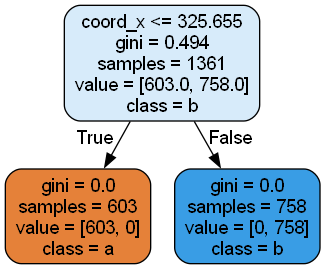 coord_x <= 325.655
gini = 0.494
samples = 1361
value = [603.0, 758.0]
class = b
True
False
gini = 0.0
samples = 603
value = [603, 0]
class = a
gini = 0.0
samples = 758
value = [0, 758]
class = b